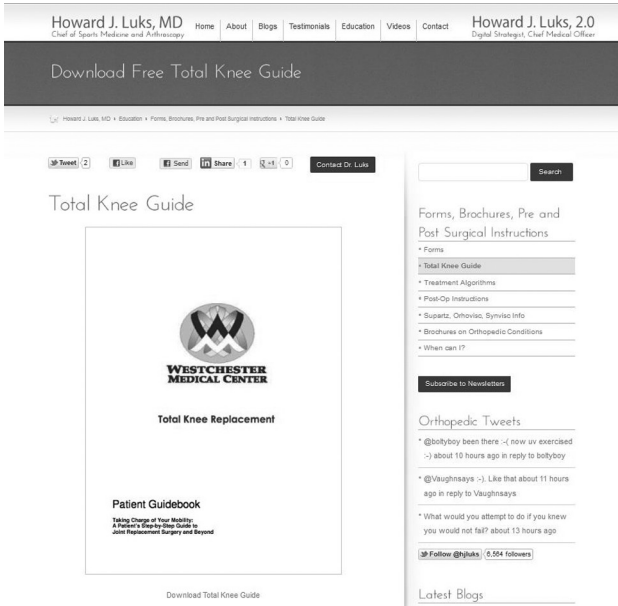 Howard J. Luks, MD
Chief of Sports Medicine and Arthroscopy
Home About Blogs Testimonials Education Videos Contact
Howard J. Luks, 2.0
Digital Strategist, Chief Medical Officer
Download Free Total Knee Guide
Howard J. Luks, MD Education Forms, Brochures, Pre and Post Surgical Instructions Total Knee Guide
Tweet 2 Like Send Share 1 +1 0 Contact Dr. Luks
Total Knee Guide
WESTCHESTER
MEDICAL CENTER
Total Knee Replacement
Patient Guidebook
Taking Charge of Your Mobility:
A Patient's Step-by-Step Guide to
Joint Replacement Surgery and Beyond
Download Total Knee Guide
Search
Forms, Brochures, Pre and
Post Surgical Instructions
* Forms
* Total Knee Guide
* Treatment Algorithms
* Post-Op Instructions
* Supartz, Orhovisc, Synvisc Info
* Brochures on Orthopedic Conditions
* When can I?
Subscribe to Newsletters
Orthopedic Tweets
* @boltyboy been there :-( now uv exercised
:-) about 10 hours ago in reply to boltyboy
* @Vaughnsays :-). Like that about 11 hours
ago in reply to Vaughnsays
* What would you attempt to do if you knew
you would not fail? about 13 hours ago
Follow @hjluks 6,564 followers
Latest Blogs